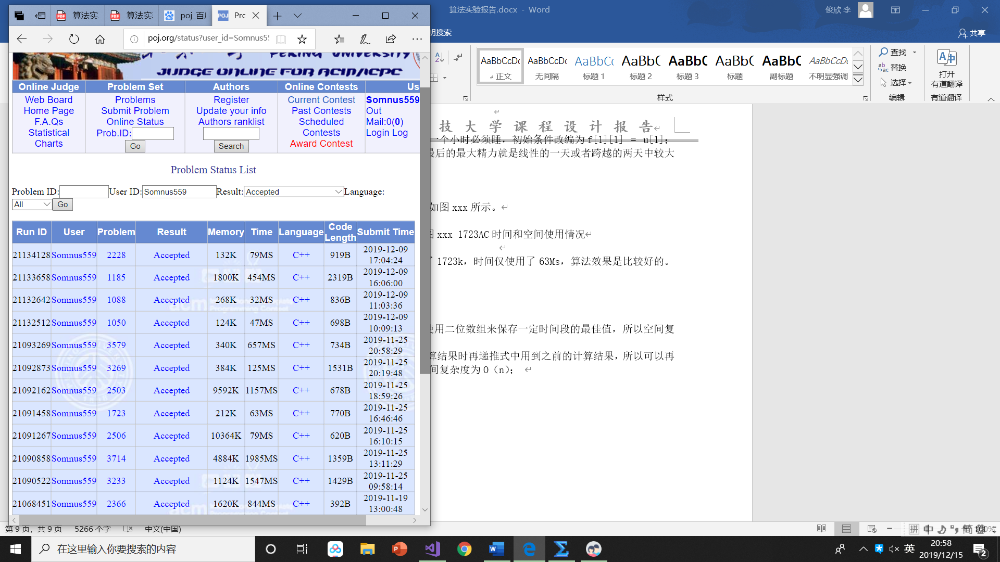 算法实
算法实
poj_百
Prc
算法实验报告.docx - Word
俊欣 李
poj.org/status?user_id=Somnus55
明搜索
共享
PEKING UNIVERSITY
JUDGE ONLINE FOR ACM/ICPC
AaBbCcDc
AaBbCcDc
AaBbC
AaBbC
AaBbC
AaBbC
AaBbC
AaBbCcDc
正文
无间隔
标题 1
标题 2
标题 3
标题
副标题
不明显强调
样式
查找
替换
选择
编辑
打开
有道翻译
有道翻译
Online Judge
Problem Set
Authors
Online Contests
Us
Web Board
Home Page
F.A.Qs
Statistical
Charts
Problems
Submit Problem
Online Status
Prob.ID:
Go
Register
Update your info
Authors ranklist
Search
Current Contest
Past Contests
Scheduled
Contests
Award Contest
Somnus559
Out
Mail:0(0)
Login Log
Problem Status List
Problem ID: User ID: Somnus559 Result: Accepted Language:
All Go
Run ID User Problem Result Memory Time Language Code Length Submit Time
21134128 Somnus559 2228 Accepted 132K 79MS C++ 919B 2019-12-09 17:04:24
21133658 Somnus559 1185 Accepted 1800K 454MS C++ 2319B 2019-12-09 16:06:00
21132642 Somnus559 1088 Accepted 268K 32MS C++ 836B 2019-12-09 11:03:36
21132512 Somnus559 1050 Accepted 124K 47MS C++ 698B 2019-12-09 10:09:13
21093269 Somnus559 3579 Accepted 340K 657MS C++ 734B 2019-11-25 20:58:29
21092873 Somnus559 3269 Accepted 384K 125MS C++ 1531B 2019-11-25 20:19:48
21092162 Somnus559 2503 Accepted 9592K 1157MS C++ 678B 2019-11-25 18:59:26
21091458 Somnus559 1723 Accepted 212K 63MS C++ 770B 2019-11-25 16:46:46
21091267 Somnus559 2506 Accepted 10364K 79MS C++ 620B 2019-11-25 16:10:15
21090858 Somnus559 3714 Accepted 4884K 1985MS C++ 1359B 2019-11-25 13:11:29
21090522 Somnus559 3233 Accepted 1124K 1547MS C++ 1429B 2019-11-25 09:58:14
21068451 Somnus559 2366 Accepted 1620K 844MS C++ 392B 2019-11-19 13:00:48
技大学课程设计报告
一个小时必须睡，初始条件改编为 f[1][1] = u[1];
最后的最大精力就是线性的一天或者跨越的两天中较大
如图 xxx 所示。
图 xxx 1723AC 时间和空间使用情况
了 1723k，时间仅使用了 63Ms，算法效果是比较好的。
使用二位数组来保存一定时间段的最佳值，所以空间复
算结果时再递推式中用到之前的计算结果，所以可以再
间复杂度为 O（n）;
第 9 页，共 9 页
5266 个字
中文(中国)
100%
在这里输入你要搜索的内容
英
20:58
2019/12/15
2